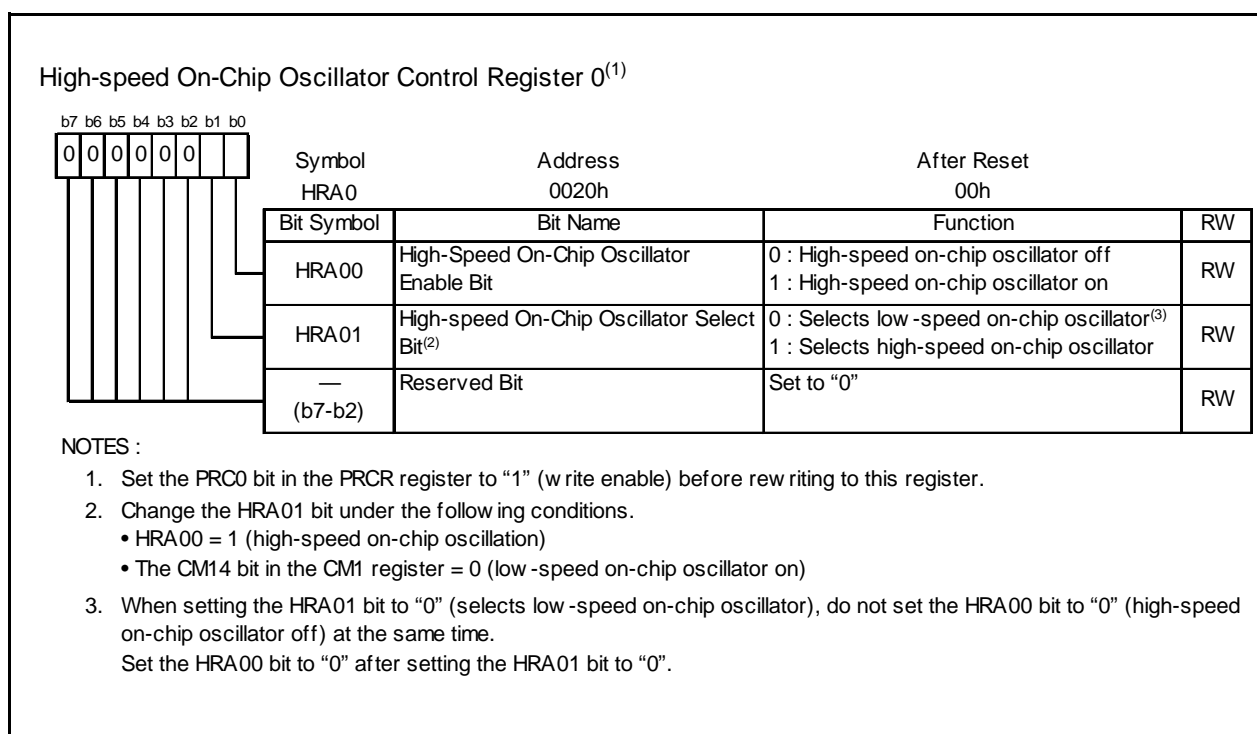 High-speed On-Chip Oscillator Control Register 0(1)
b7 b6 b5 b4 b3 b2 b1 b0
0 0 0 0 0 0
Symbol Address After Reset
HRA0 0020h 00h
Bit Symbol Bit Name Function RW
HRA00 High-Speed On-Chip Oscillator Enable Bit 0 : High-speed on-chip oscillator off
1 : High-speed on-chip oscillator on RW
HRA01 High-speed On-Chip Oscillator Select Bit(2) 0 : Selects low-speed on-chip oscillator(3)
1 : Selects high-speed on-chip oscillator RW
— (b7-b2) Reserved Bit Set to “0” RW
NOTES :
1. Set the PRC0 bit in the PRCR register to “1” (write enable) before rewriting to this register.
2. Change the HRA01 bit under the following conditions.
• HRA00 = 1 (high-speed on-chip oscillation)
• The CM14 bit in the CM1 register = 0 (low-speed on-chip oscillator on)
3. When setting the HRA01 bit to “0” (selects low-speed on-chip oscillator), do not set the HRA00 bit to “0” (high-speed
on-chip oscillator off) at the same time.
Set the HRA00 bit to “0” after setting the HRA01 bit to “0”.